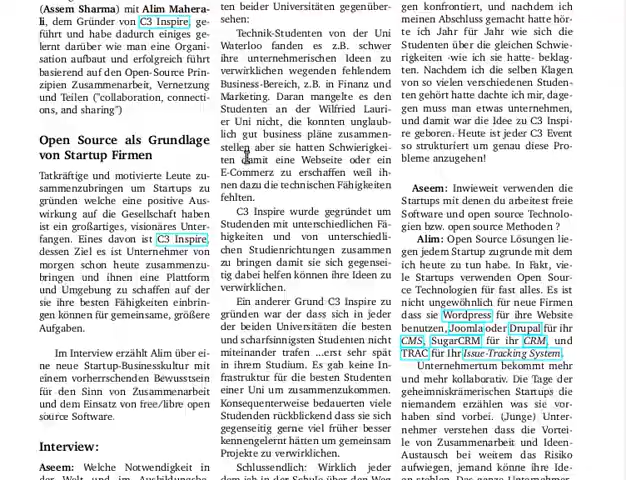 (Assem Sharma) mit Alim Mahera-
li, dem Gründer von C3 Inspire ge-
führt und habe dadurch einiges ge-
lernt darüber wie man eine Organi-
sation aufbaut und erfolgreich führt
basierend auf den Open-Source Prin-
zipien Zusammenarbeit, Vernetzung
und Teilen ("collaboration, connecti-
ons, and sharing")
Open Source als Grundlage
von Startup Firmen
Tatkräftige und motivierte Leute zu-
sammenzubringen um Startups zu
gründen welche eine positive Aus-
wirkung auf die Gesellschaft haben
ist ein großartiges, visionäres Unter-
fangen. Eines davon ist C3 Inspire,
dessen Ziel es ist Unternehmer von
morgen schon heute zusammenzu-
bringen und ihnen eine Plattform
und Umgebung zu schaffen auf der
sie ihre besten Fähigkeiten einbrin-
gen können für gemeinsame, größere
Aufgaben.
Im Interview erzählt Alim über ei-
ne neue Startup-Businesskultur mit
einem vorherrschenden Bewusstsein
für den Sinn von Zusammenarbeit
und dem Einsatz von free/libre open
source Software.
Interview:
Aseem: Welche Notwendigkeit in
der Welt und im Ausbildungs-
ten beider Universitäten gegenüber-
sehen:
Technik-Studenten von der Uni
Waterloo fanden es z.B. schwer
ihre unternehmerischen Ideen zu
verwirklichen wegenden fehlendem
Business-Bereich, z.B. in Finanz und
Marketing. Daran mangelte es den
Studenten an der Wilfried Lauri-
er Uni nicht, die konnten unglaub-
lich gut business pläne zusammen-
stellen aber sie hatten Schwierigkei-
ten damit eine Webseite oder ein
E-Commerz zu erschaffen weil ih-
nen dazu die technischen Fähigkeiten
fehlten.
C3 Inspire wurde gegründet um
Studenden mit unterschiedlichen Fä-
higkeiten und von unterschiedli-
chen Studienrichtungen zusammen
zu bringen damit sie sich gegensei-
tig dabei helfen können ihre Ideen zu
verwirklichen.
Ein anderer Grund C3 Inspire zu
gründen war der dass sich in jeder
der beiden Universitäten die besten
und scharfsinnigsten Studenten nicht
miteinander trafen ...erst sehr spät
in ihrem Studium. Es gab keine In-
frastruktur für die besten Studenten
einer Uni um zusammenzukommen.
Konsequenterweise bedauerten viele
Studenden rückblickend dass sie sich
gegenseitig gerne viel früher besser
kennengelernt hätten um gemeinsam
Projekte zu verwirklichen.
Schlussendlich: Wirklich jeder
dem ich in der Schule über den Weg
gen konfrontiert, und nachdem ich
meinen Abschluss gemacht hatte hör-
te ich Jahr für Jahr wie sich die
Studenten über die gleichen Schwie-
rigkeiten -wie ich sie hatte- beklag-
ten. Nachdem ich die selben Klagen
von so vielen verschiedenen Studen-
ten gehört hatte dachte ich mir, dage-
gen muss man etwas unternehmen,
und damit war die Idee zu C3 Inspi-
re geboren. Heute ist jeder C3 Event
so strukturiert um genau diese Pro-
bleme anzugehen!
Aseem: Inwieweit verwenden die
Startups mit denen du arbeitest freie
Software und open source Technolo-
gien bzw. open source Methoden ?
Alim: Open Source Lösungen lie-
gen jedem Startup zugrunde mit dem
ich heute zu tun habe. In Fakt, vie-
le Startups verwenden Open Sour-
ce Technologien für fast alles. Es ist
nicht ungewöhnlich für neue Firmen
dass sie Wordpress für ihre Website
benutzen, Joomla oder Drupal für ihr
CMS, SugarCRM für ihr CRM, und
TRAC für Ihr Issue-Tracking System.
Unternehmertum bekommt mehr
und mehr kollaborativ. Die Tage der
geheimniskrämerischen Startups die
niemandem erzählen was sie vor-
haben sind vorbei. (Junge) Unter-
nehmer verstehen dass die Vortei-
le von Zusammenarbeit und Ideen-
Austausch bei weitem das Risiko
aufwiegen, jemand könne ihre Ide-
en stehlen. Das ganze Unternehmer-